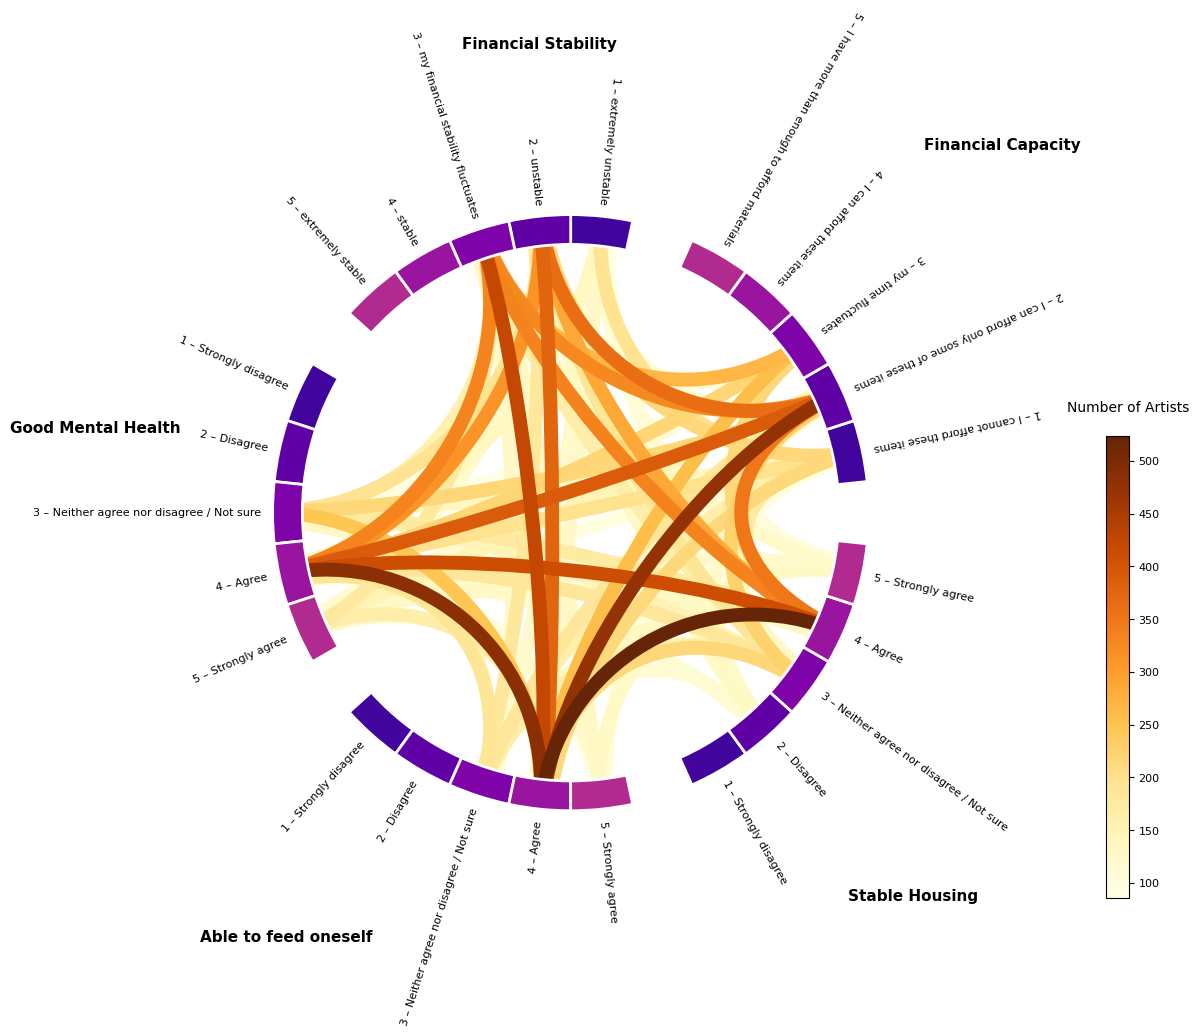 Financial Stability
1 – extremely unstable
2 – unstable
3 – my financial stability fluctuates
4 – stable
5 – extremely stable
Financial Capacity
5 – I have more than enough to afford materials
4 – I can afford these items
3 – my time fluctuates
2 – I can afford only some of these items
1 – I cannot afford these items
Good Mental Health
1 – Strongly disagree
2 – Disagree
3 – Neither agree nor disagree / Not sure
4 – Agree
5 – Strongly agree
Able to feed oneself
1 – Strongly disagree
2 – Disagree
3 – Neither agree nor disagree / Not sure
4 – Agree
5 – Strongly agree
Stable Housing
5 – Strongly agree
4 – Agree
3 – Neither agree nor disagree / Not sure
2 – Disagree
1 – Strongly disagree
Number of Artists
500
450
400
350
300
250
200
150
100